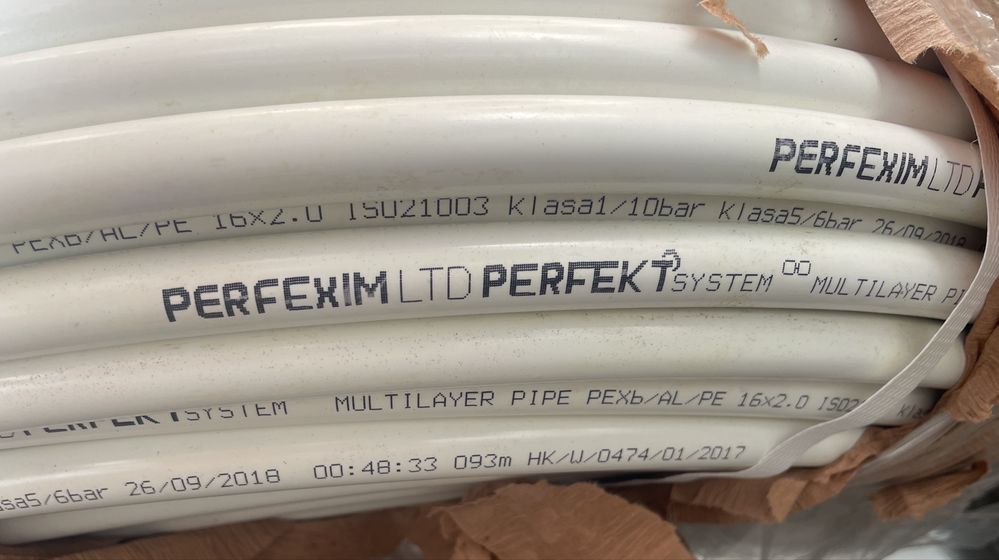 PERFEXIM LTD
PEXb/AL/PE 16x2.0 ISO21003 klasa1/10bar klasa5/6bar 26/09/2018
PERFEXIM LTD PERFEKT SYSTEM MULTILAYER
PERFEKT SYSTEM MULTILAYER PIPE PEXb/AL/PE 16x2.0
5/6bar 26/09/2018 00:48:33 093m HK/W/0474/01/2017